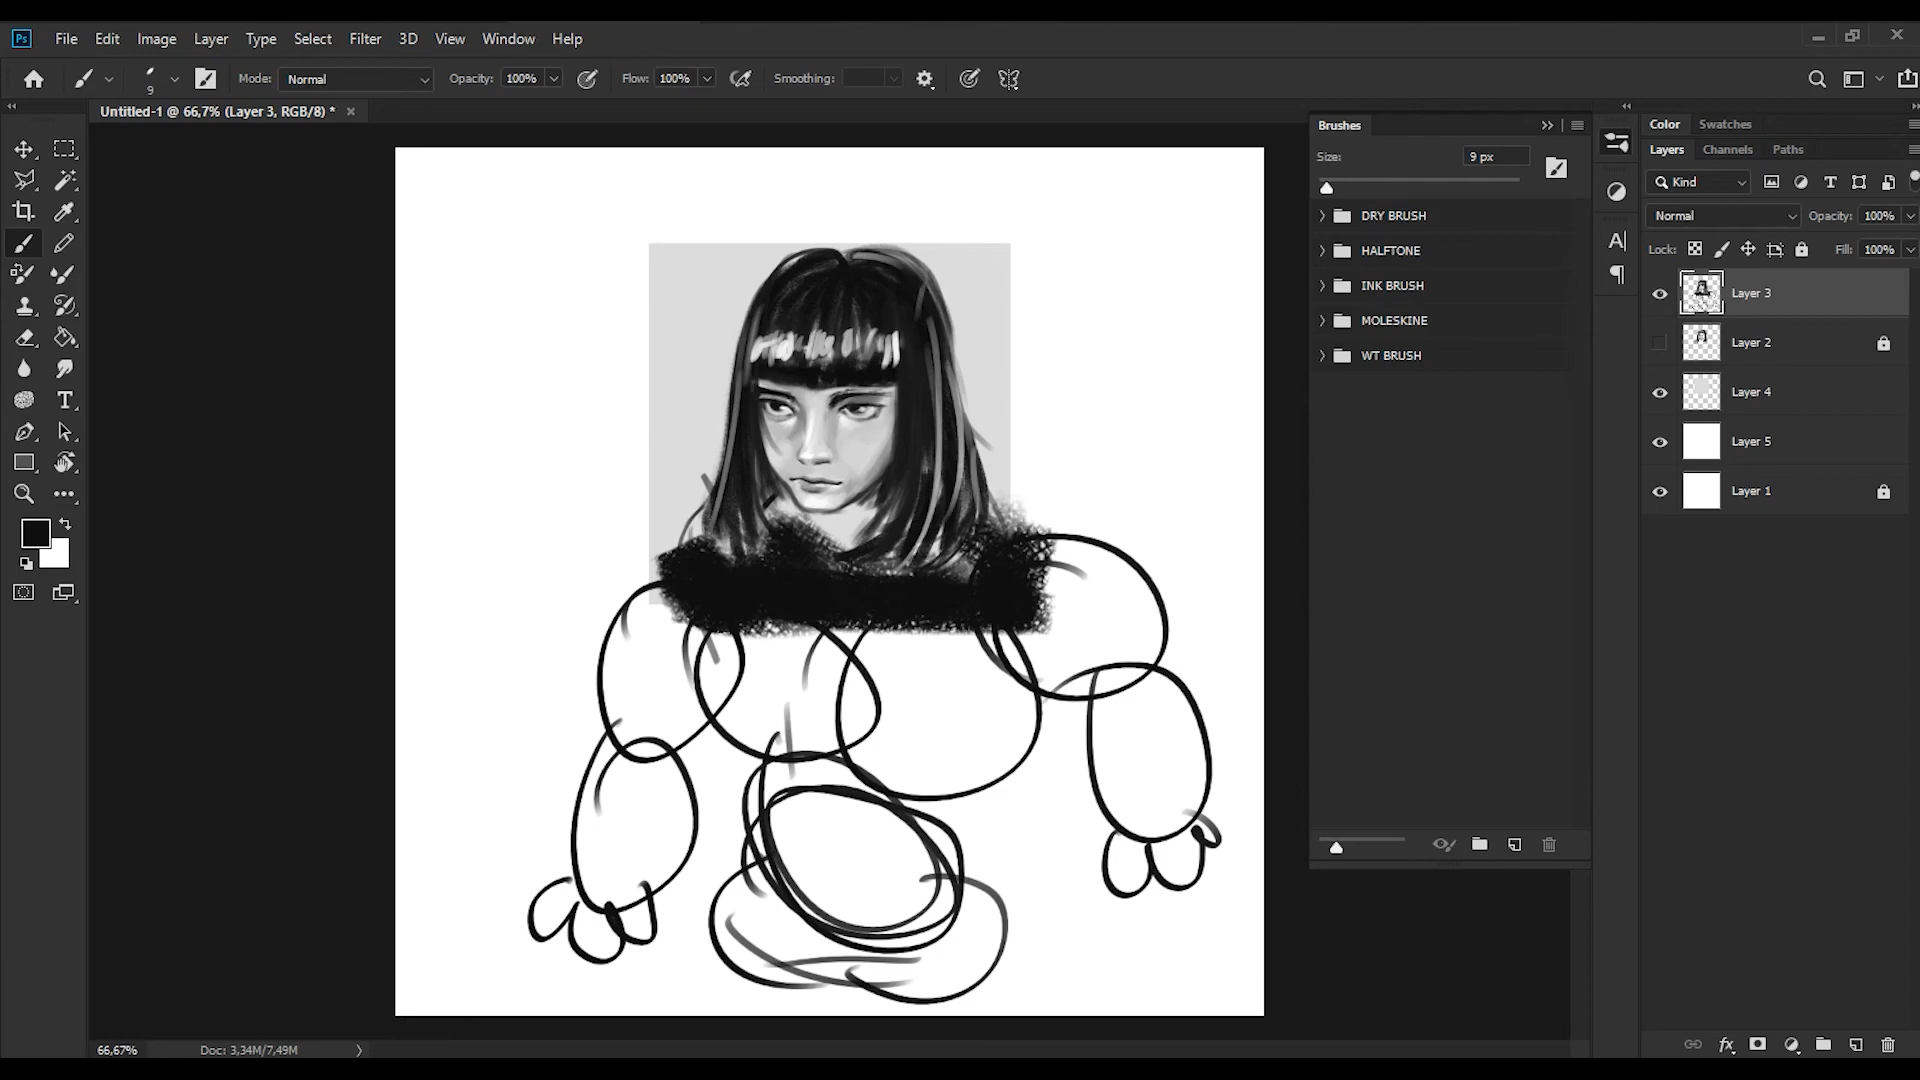 Ps File Edit Image Layer Type Select Filter 3D View Window Help
9 Mode: Normal Opacity: 100% Flow: 100% Smoothing:
Untitled-1 @ 66,7% (Layer 3, RGB/8) *
Brushes
Size: 9 px
DRY BRUSH
HALFTONE
INK BRUSH
MOLESKINE
WT BRUSH
Color Swatches
Layers Channels Paths
Kind
Normal Opacity: 100%
Lock: Fill: 100%
Layer 3
Layer 2
Layer 4
Layer 5
Layer 1
66,67% Doc: 3,34M/7,49M